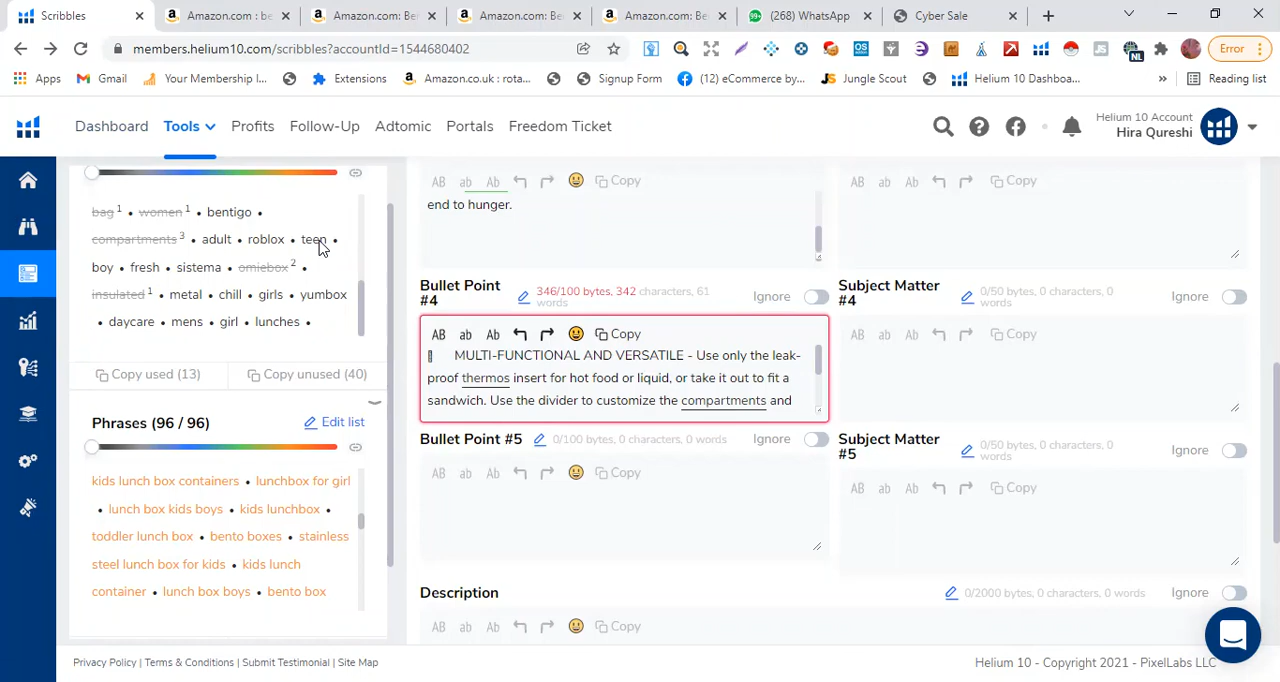 Scribbles
Amazon.com : be
Amazon.com: Be
Amazon.com: Be
Amazon.com: Be
(268) WhatsApp
Cyber Sale
members.helium10.com/scribbles?accountId=1544680402
Error
Apps
Gmail
Your Membership I...
Extensions
Amazon.co.uk : rota...
Signup Form
(12) eCommerce by...
Jungle Scout
Helium 10 Dashboa...
»
Reading list
Dashboard
Tools
Profits
Follow-Up
Adtomic
Portals
Freedom Ticket
Helium 10 Account
Hira Qureshi
bag 1 • women 1 • bentigo •
compartments 3 • adult • roblox • teen •
boy • fresh • sistema • omiebox 2 •
insulated 1 • metal • chill • girls • yumbox
• daycare • mens • girl • lunches •
Copy used (13)
Copy unused (40)
Phrases (96 / 96)
Edit list
kids lunch box containers • lunchbox for girl
• lunch box kids boys • kids lunchbox •
toddler lunch box • bento boxes • stainless
steel lunch box for kids • kids lunch
container • lunch box boys • bento box
AB ab Ab Copy
end to hunger.
AB ab Ab Copy
Bullet Point
#4
346/100 bytes, 342 characters, 61
words
Ignore
Subject Matter
#4
0/50 bytes, 0 characters, 0
words
Ignore
AB ab Ab Copy
MULTI-FUNCTIONAL AND VERSATILE - Use only the leak-
proof thermos insert for hot food or liquid, or take it out to fit a
sandwich. Use the divider to customize the compartments and
AB ab Ab Copy
Bullet Point #5
0/100 bytes, 0 characters, 0 words
Ignore
Subject Matter
#5
0/50 bytes, 0 characters, 0
words
Ignore
AB ab Ab Copy
AB ab Ab Copy
Description
0/2000 bytes, 0 characters, 0 words
Ignore
AB ab Ab Copy
Privacy Policy | Terms & Conditions | Submit Testimonial | Site Map
Helium 10 - Copyright 2021 - PixelLabs LLC